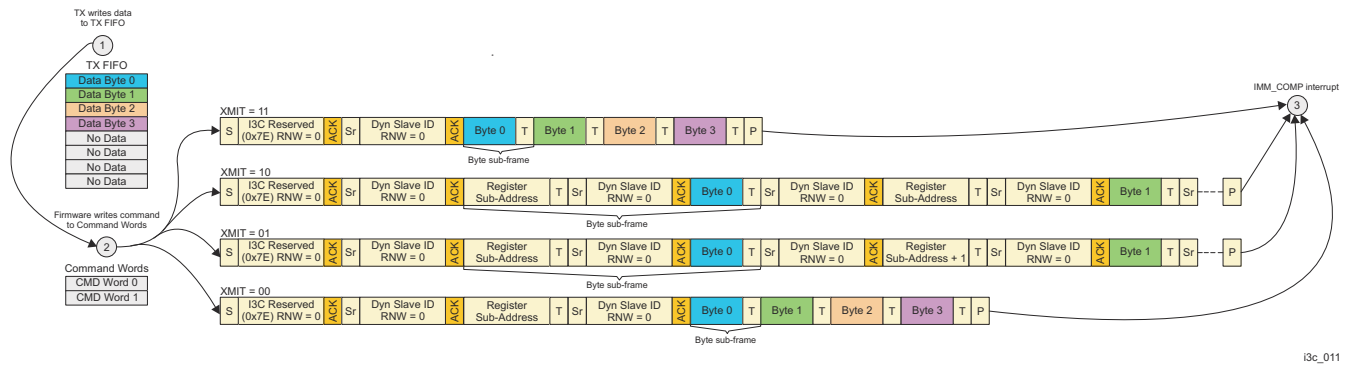 TX writes data
to TX FIFO
1
TX FIFO
Data Byte 0
Data Byte 1
Data Byte 2
Data Byte 3
No Data
No Data
No Data
No Data
Firmware writes command
to Command Words
2
Command Words
CMD Word 0
CMD Word 1
XMIT = 11
S I3C Reserved (0x7E) RNW = 0 ACK Sr Dyn Slave ID RNW = 0 ACK Byte 0 T Byte 1 T Byte 2 T Byte 3 T P
Byte sub-frame
XMIT = 10
S I3C Reserved (0x7E) RNW = 0 ACK Sr Dyn Slave ID RNW = 0 ACK Register Sub-Address T Sr Dyn Slave ID RNW = 0 ACK Byte 0 T Sr Dyn Slave ID RNW = 0 ACK Register Sub-Address T Sr Dyn Slave ID RNW = 0 ACK Byte 1 T Sr P
Byte sub-frame
XMIT = 01
S I3C Reserved (0x7E) RNW = 0 ACK Sr Dyn Slave ID RNW = 0 ACK Register Sub-Address T Sr Dyn Slave ID RNW = 0 ACK Byte 0 T Sr Dyn Slave ID RNW = 0 ACK Register Sub-Address + 1 T Sr Dyn Slave ID RNW = 0 ACK Byte 1 T Sr P
Byte sub-frame
XMIT = 00
S I3C Reserved (0x7E) RNW = 0 ACK Sr Dyn Slave ID RNW = 0 ACK Register Sub-Address T Sr Dyn Slave ID RNW = 0 ACK Byte 0 T Byte 1 T Byte 2 T Byte 3 T P
Byte sub-frame
IMM_COMP interrupt
3
i3c_011